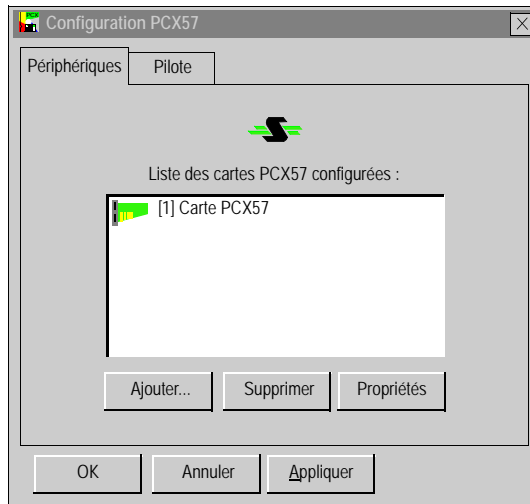 Configuration PCX57
Périphériques Pilote
Liste des cartes PCX57 configurées :
[1] Carte PCX57
Ajouter... Supprimer Propriétés
OK Annuler Appliquer